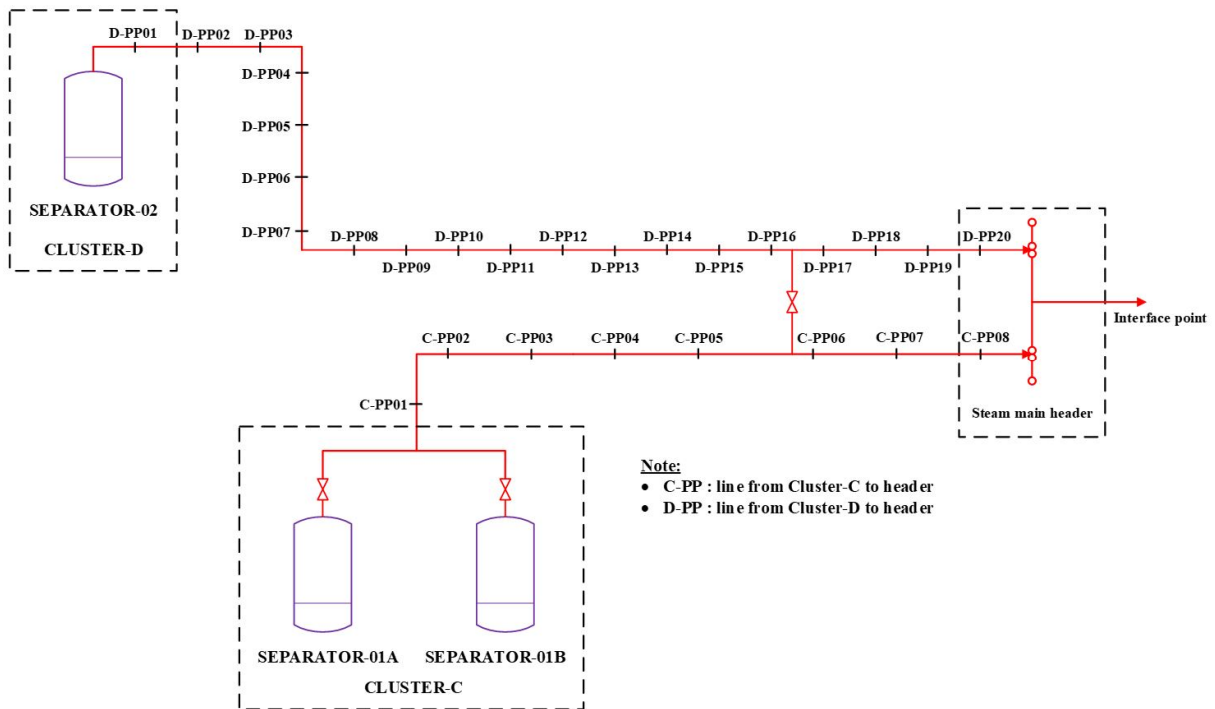 D-PP01
D-PP02
D-PP03
D-PP04
D-PP05
D-PP06
D-PP07
SEPARATOR-02
CLUSTER-D
D-PP08
D-PP09
D-PP10
D-PP11
D-PP12
D-PP13
D-PP14
D-PP15
D-PP16
D-PP17
D-PP18
D-PP19
D-PP20
Interface point
C-PP01
C-PP02
C-PP03
C-PP04
C-PP05
C-PP06
C-PP07
C-PP08
Steam main header
SEPARATOR-01A
SEPARATOR-01B
CLUSTER-C
Note:
• C-PP : line from Cluster-C to header
• D-PP : line from Cluster-D to header